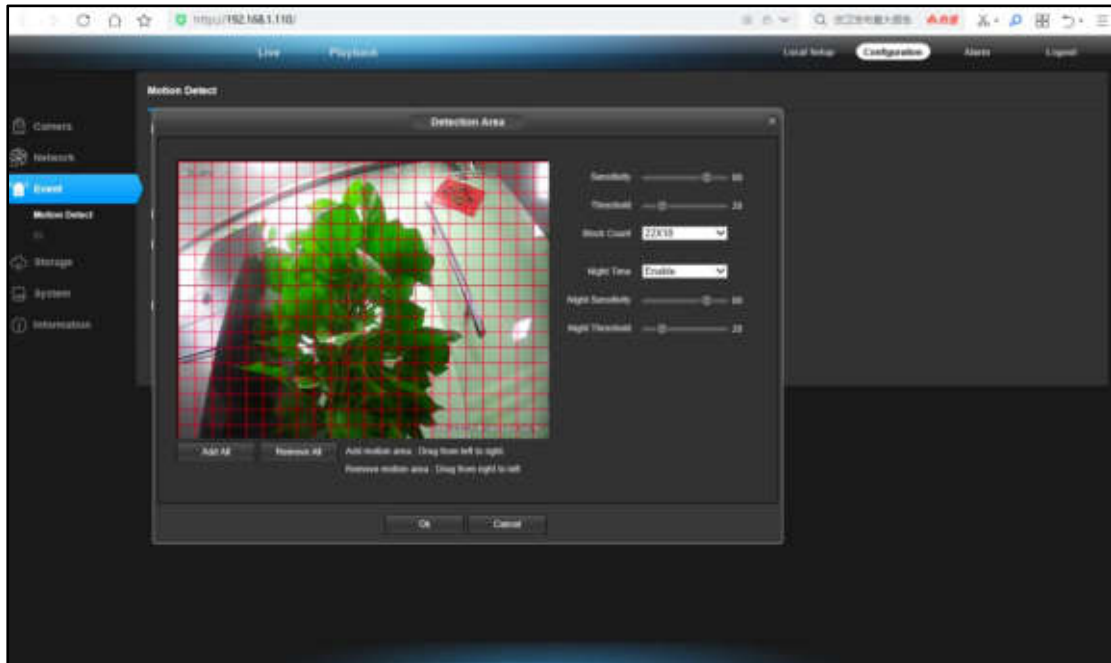 http://192.168.1.110/
Live Playback Local Setup Configuration Alarm Logout
Motion Detect
Detection Area
Camera
Network
Event
Motion Detect
Storage
System
Information
Sensitivity
Threshold 20
Block Count 22X18
Night Time Enable
Night Sensitivity
Night Threshold 20
Add All Remove All Add motion area : Drag from left to right.
Remove motion area : Drag from right to left
Ok Cancel